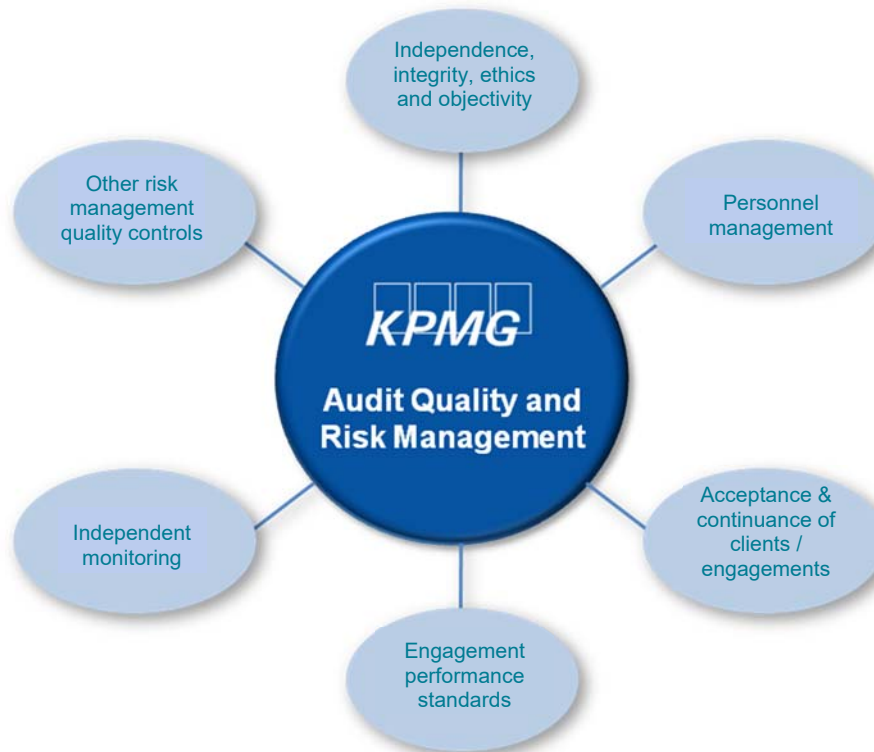 Independence,
integrity, ethics
and objectivity
Other risk
management
quality controls
Personnel
management
KPMG
Audit Quality and
Risk Management
Independent
monitoring
Acceptance &
continuance of
clients /
engagements
Engagement
performance
standards